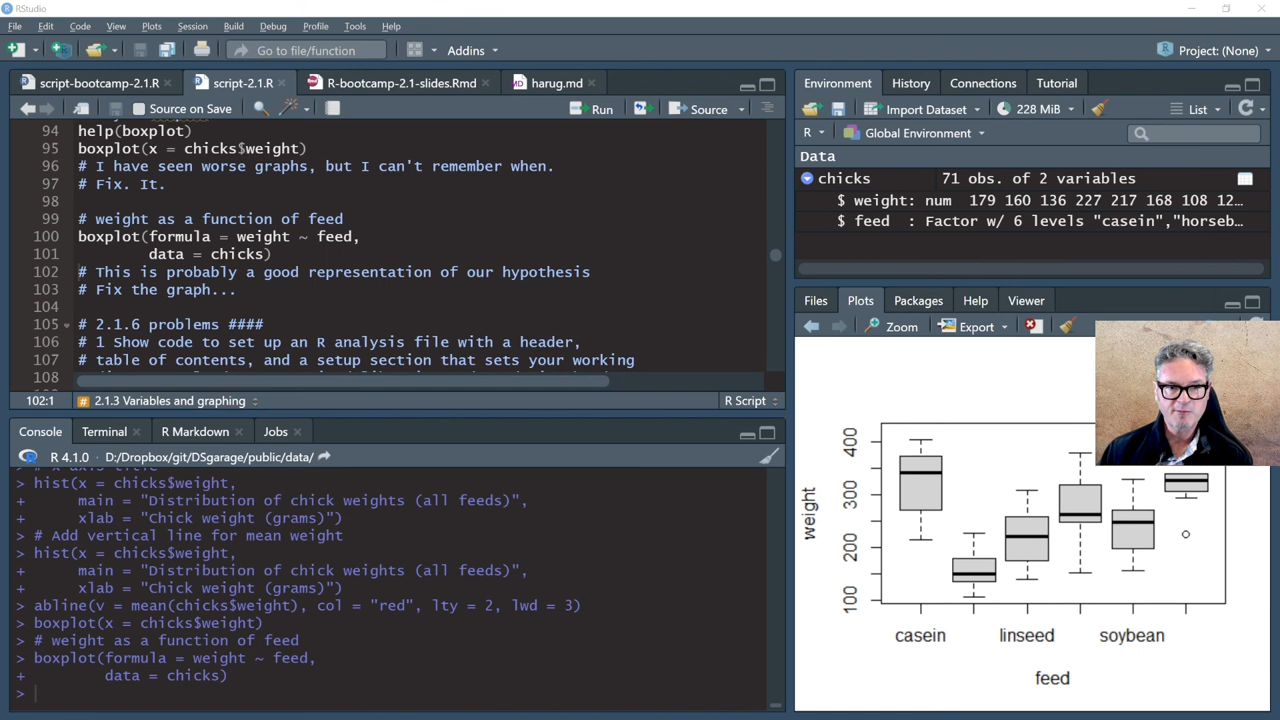 RStudio
File Edit Code View Plots Session Build Debug Profile Tools Help
Go to file/function Addins Project: (None)
script-bootcamp-2.1.R script-2.1.R R-bootcamp-2.1-slides.Rmd harug.md
Source on Save Run Source
94 help(boxplot)
95 boxplot(x = chicks$weight)
96 # I have seen worse graphs, but I can't remember when.
97 # Fix. It.
98
99 # weight as a function of feed
100 boxplot(formula = weight ~ feed,
101 data = chicks)
102 # This is probably a good representation of our hypothesis
103 # Fix the graph...
104
105 # 2.1.6 problems ####
106 # 1 Show code to set up an R analysis file with a header,
107 # table of contents, and a setup section that sets your working
108
102:1 2.1.3 Variables and graphing R Script
Console Terminal R Markdown Jobs
R 4.1.0 · D:/Dropbox/git/DSgarage/public/data/
> hist(x = chicks$weight,
+ main = "Distribution of chick weights (all feeds)",
+ xlab = "Chick weight (grams)")
> # Add vertical line for mean weight
> hist(x = chicks$weight,
+ main = "Distribution of chick weights (all feeds)",
+ xlab = "Chick weight (grams)")
> abline(v = mean(chicks$weight), col = "red", lty = 2, lwd = 3)
> boxplot(x = chicks$weight)
> # weight as a function of feed
> boxplot(formula = weight ~ feed,
+ data = chicks)
>
Environment History Connections Tutorial
Import Dataset 228 MiB List
R Global Environment
Data
chicks 71 obs. of 2 variables
$ weight: num 179 160 136 227 217 168 108 12…
$ feed : Factor w/ 6 levels "casein","horseb…
Files Plots Packages Help Viewer
Zoom Export
400
300
200
100
weight
casein linseed soybean
feed